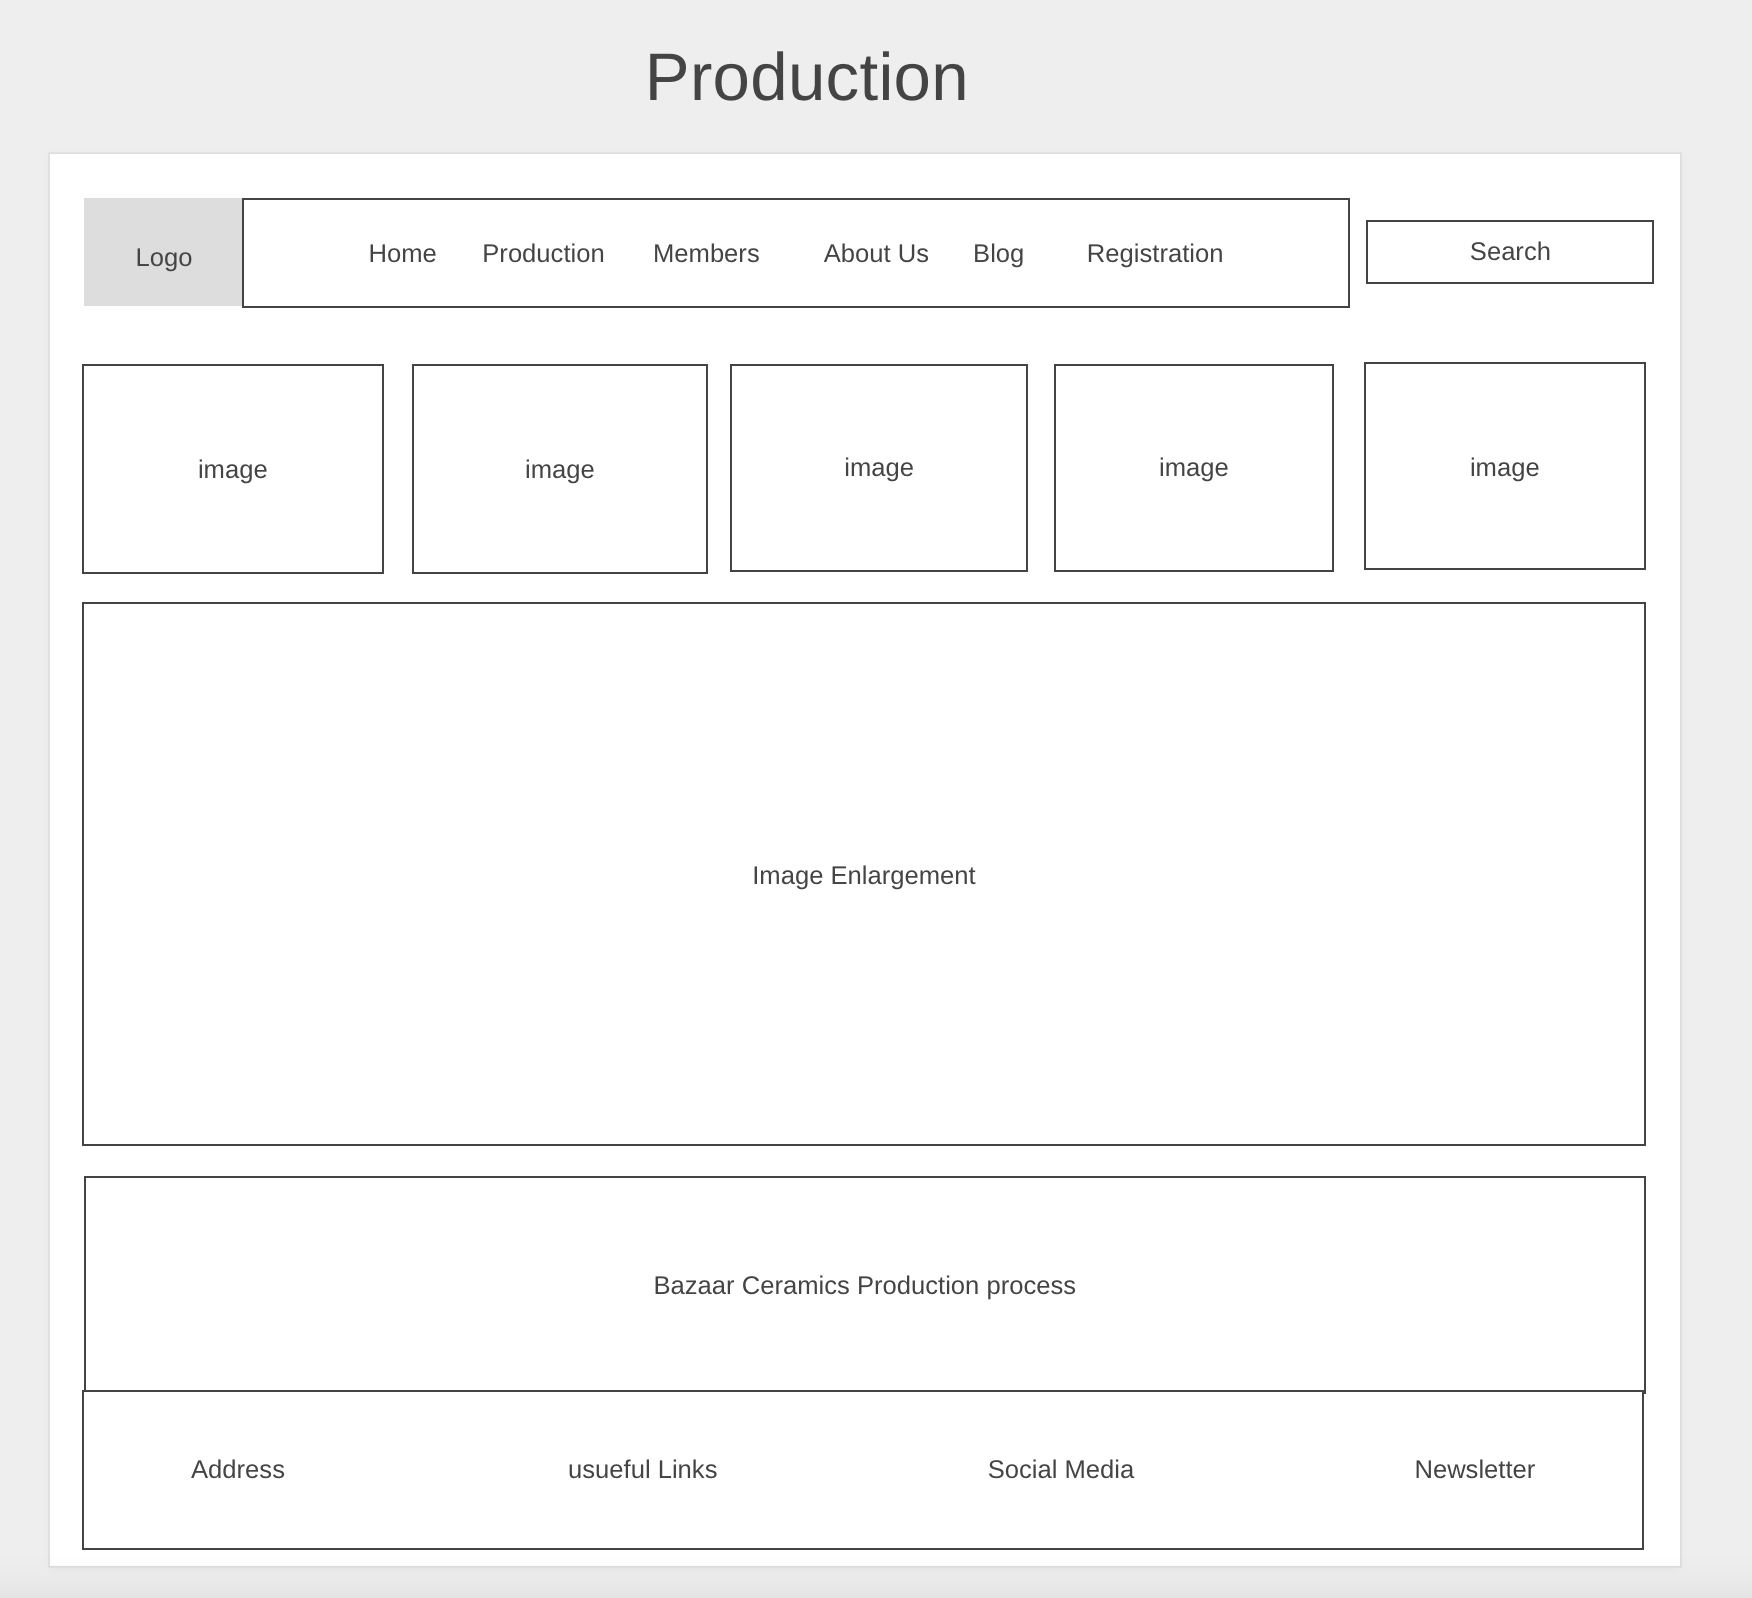 Production
Logo
Home Production Members About Us Blog Registration
Search
image
image
image
image
image
Image Enlargement
Bazaar Ceramics Production process
Address
usueful Links
Social Media
Newsletter